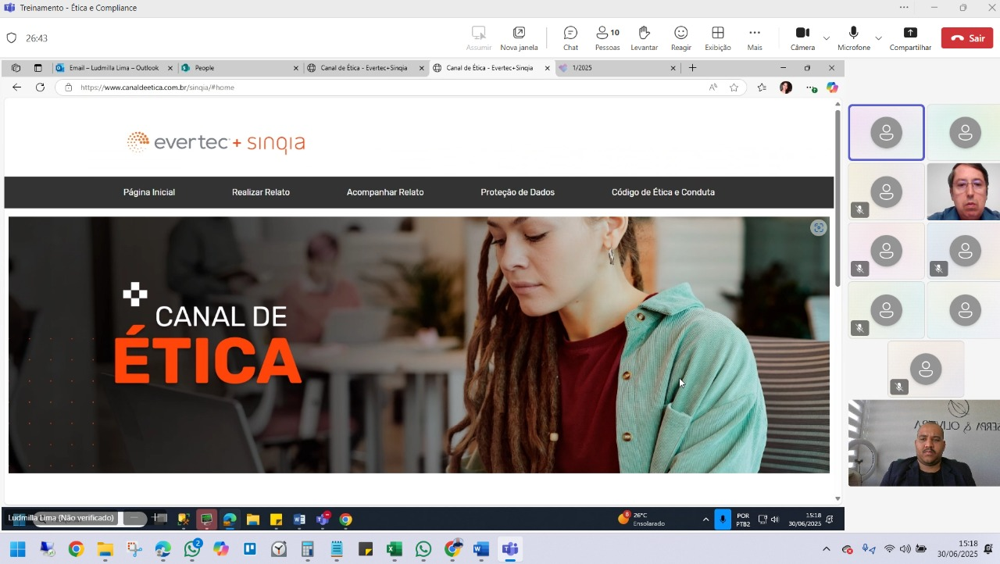 Treinamento - Ética e Compliance
26:43
Assumir
Nova janela
Chat
10
Pessoas
Levantar
Reagir
Exibição
Mais
Câmera
Microfone
Compartilhar
Sair
Email – Ludmilla Lima – Outlook
People
Canal de Ética - Evertec+Sinqia
Canal de Ética - Evertec+Sinqia
1/2025
https://www.canaldeetica.com.br/sinqia/#home
evertec + sinqia
Página Inicial
Realizar Relato
Acompanhar Relato
Proteção de Dados
Código de Ética e Conduta
CANAL DE
ÉTICA
SERPA & OLIVEIRA
Ludmilla Lima (Não verificado)
8
26°C
Ensolarado
POR
PTB2
15:18
30/06/2025
2
15:18
30/06/2025